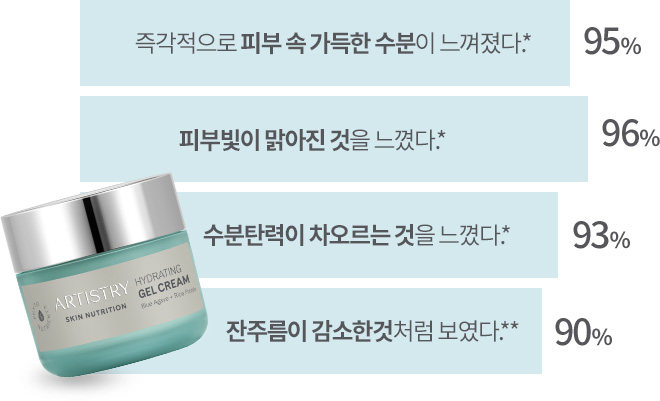 즉각적으로 피부 속 가득한 수분이 느껴졌다.*
95%
피부빛이 맑아진 것을 느꼈다.*
96%
수분탄력이 차오르는 것을 느꼈다.*
93%
잔주름이 감소한것처럼 보였다.**
90%
ARTISTRY
SKIN NUTRITION
HYDRATING
GEL CREAM